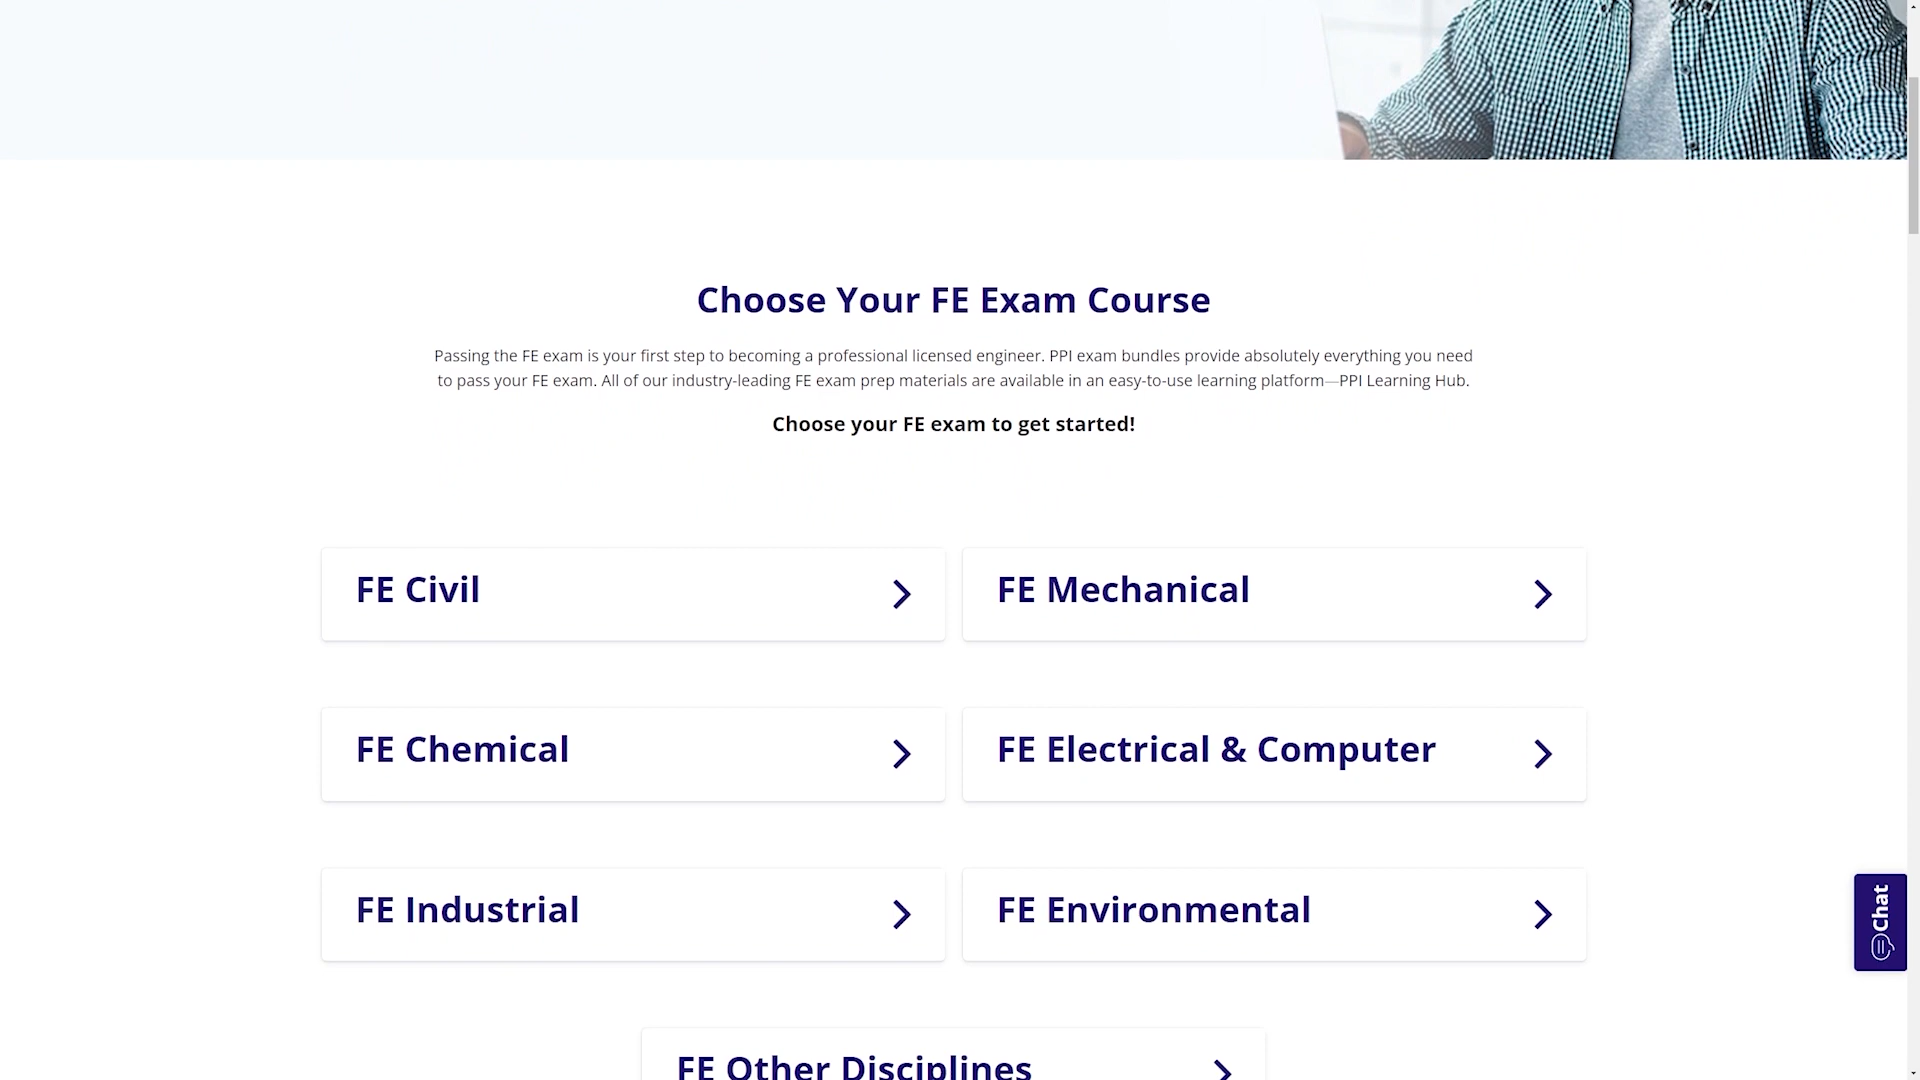 Choose Your FE Exam Course
Passing the FE exam is your first step to becoming a professional licensed engineer. PPI exam bundles provide absolutely everything you need
to pass your FE exam. All of our industry-leading FE exam prep materials are available in an easy-to-use learning platform—PPI Learning Hub.
Choose your FE exam to get started!
FE Civil
FE Mechanical
FE Chemical
FE Electrical & Computer
FE Industrial
FE Environmental
Chat
FE Other Disciplines